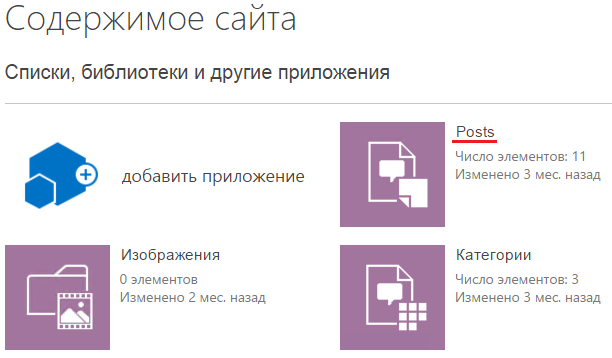 Содержимое сайта
Списки, библиотеки и другие приложения
добавить приложение
Posts
Число элементов: 11
Изменено 3 мес. назад
Изображения
0 элементов
Изменено 2 мес. назад
Категории
Число элементов: 3
Изменено 3 мес. назад